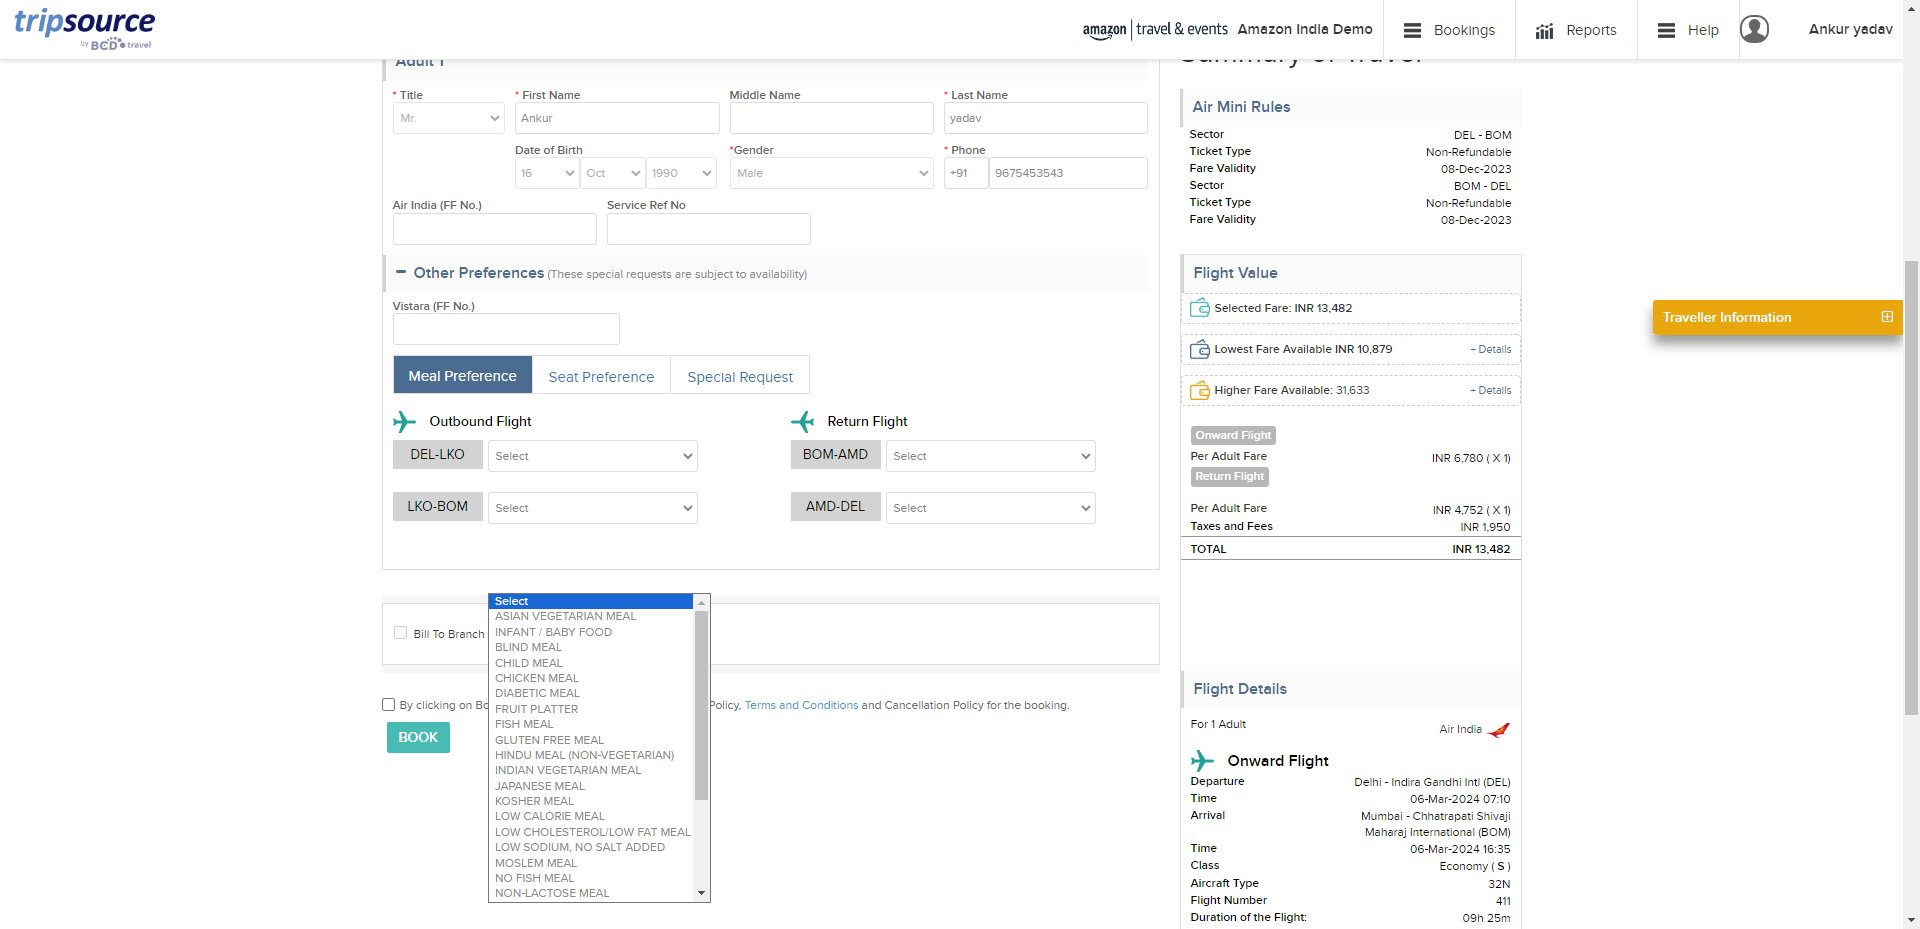 tripsource
by BCD travel
amazon travel & events Amazon India Demo
Bookings
Reports
Help
Ankur yadav
Adult 1
* Title
* First Name
Middle Name
* Last Name
Mr.
Ankur
yadav
Date of Birth
*Gender
* Phone
16
Oct
1990
Male
+91
9675453543
Air India (FF No.)
Service Ref No
Other Preferences (These special requests are subject to availability)
Vistara (FF No.)
Meal Preference
Seat Preference
Special Request
Outbound Flight
Return Flight
DEL-LKO
Select
BOM-AMD
Select
LKO-BOM
Select
AMD-DEL
Select
Bill To Branch
Select
ASIAN VEGETARIAN MEAL
INFANT / BABY FOOD
BLIND MEAL
CHILD MEAL
CHICKEN MEAL
DIABETIC MEAL
FRUIT PLATTER
FISH MEAL
GLUTEN FREE MEAL
HINDU MEAL (NON-VEGETARIAN)
INDIAN VEGETARIAN MEAL
JAPANESE MEAL
KOSHER MEAL
LOW CALORIE MEAL
LOW CHOLESTEROL/LOW FAT MEAL
LOW SODIUM, NO SALT ADDED
MOSLEM MEAL
NO FISH MEAL
NON-LACTOSE MEAL
By clicking on Bo
Policy, Terms and Conditions and Cancellation Policy for the booking.
BOOK
Summary of Travel
Air Mini Rules
Sector DEL - BOM
Ticket Type Non-Refundable
Fare Validity 08-Dec-2023
Sector BOM - DEL
Ticket Type Non-Refundable
Fare Validity 08-Dec-2023
Flight Value
Selected Fare: INR 13,482
Lowest Fare Available INR 10,879 - Details
Higher Fare Available: 31,633 - Details
Onward Flight
Per Adult Fare INR 6,780 ( X 1)
Return Flight
Per Adult Fare INR 4,752 ( X 1)
Taxes and Fees INR 1,950
TOTAL INR 13,482
Flight Details
For 1 Adult
Air India
Onward Flight
Departure Delhi - Indira Gandhi Intl (DEL)
Time 06-Mar-2024 07:10
Arrival Mumbai - Chhatrapati Shivaji
Maharaj International (BOM)
Time 06-Mar-2024 16:35
Class Economy ( S )
Aircraft Type 32N
Flight Number 411
Duration of the Flight: 09h 25m
Traveller Information